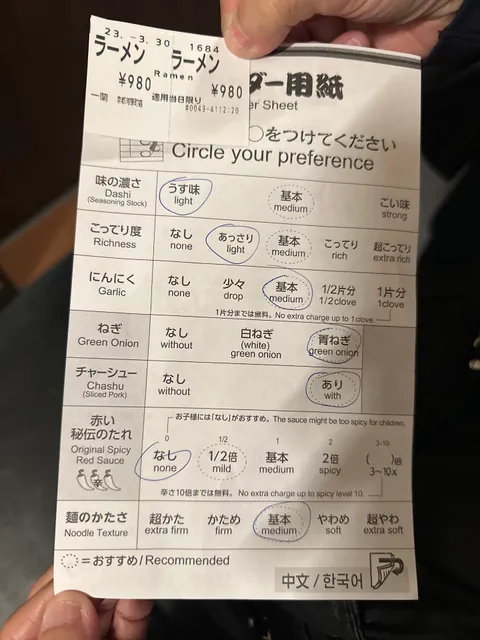 23.-3.30 1684
ラーメン ラーメン
Ramen
¥980 ¥980
一蘭 適用当日限り
#0043-4112:20
ダー用紙
er Sheet
○をつけてください
Circle your preference
味の濃さ
Dashi
(Seasoning Stock)
うす味
light
基本
medium
こい味
strong
こってり度
Richness
なし
none
あっさり
light
基本
medium
こってり
rich
超こってり
extra rich
にんにく
Garlic
なし
none
少々
drop
基本
medium
1/2片分
1/2clove
1片分
1clove
1片分までは無料。No extra charge up to 1clove.
ねぎ
Green Onion
なし
without
白ねぎ
(white)
green onion
青ねぎ
green onion
チャーシュー
Chashu
(Sliced Pork)
なし
without
あり
with
赤い
秘伝のたれ
Original Spicy
Red Sauce
辛
お子様には「なし」がおすすめ。The sauce might be too spicy for children.
0 1/2 1 2 3~10
なし
none
1/2倍
mild
基本
medium
2倍
spicy
( )倍
3~10x
辛さ10倍までは無料。No extra charge up to spicy level 10.
麺のかたさ
Noodle Texture
超かた
extra firm
かため
firm
基本
medium
やわめ
soft
超やわ
extra soft
=おすすめ/Recommended
中文/한국어